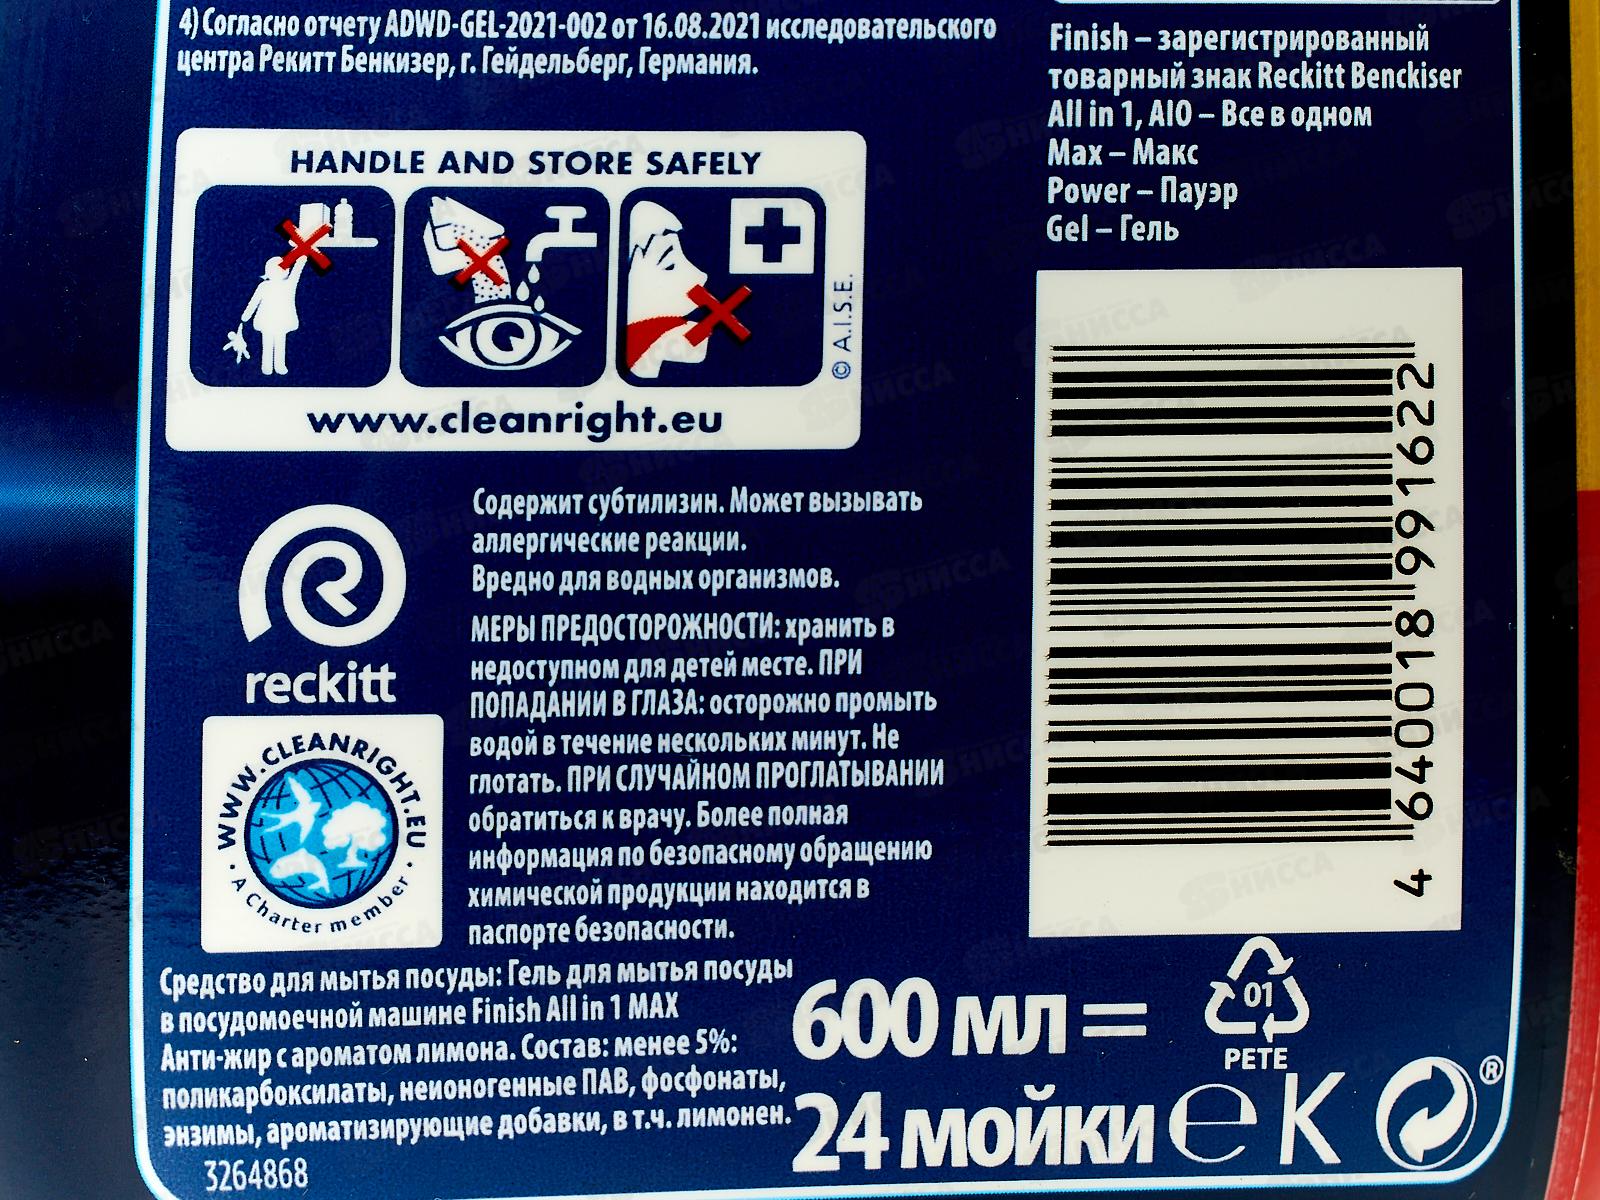 4) Согласно отчету ADWD-GEL-2021-002 от 16.08.2021 исследовательского
центра Рекитт Бенкизер, г. Гейдельберг, Германия.
Finish – зарегистрированный
товарный знак Reckitt Benckiser
All in 1, AIO – Все в одном
Max – Макс
Power – Пауэр
Gel – Гель
HANDLE AND STORE SAFELY
© A.I.S.E.
www.cleanright.eu
reckitt
· WWW.CLEANRIGHT.EU ·
A Charter member
Содержит субтилизин. Может вызывать
аллергические реакции.
Вредно для водных организмов.
МЕРЫ ПРЕДОСТОРОЖНОСТИ: хранить в
недоступном для детей месте. ПРИ
ПОПАДАНИИ В ГЛАЗА: осторожно промыть
водой в течение нескольких минут. Не
глотать. ПРИ СЛУЧАЙНОМ ПРОГЛАТЫВАНИИ
обратиться к врачу. Более полная
информация по безопасному обращению
химической продукции находится в
паспорте безопасности.
4 640018 991622
Средство для мытья посуды: Гель для мытья посуды
в посудомоечной машине Finish All in 1 MAX
Анти-жир с ароматом лимона. Состав: менее 5%:
поликарбоксилаты, неионогенные ПАВ, фосфонаты,
энзимы, ароматизирующие добавки, в т.ч. лимонен.
3264868
600 мл =
24 мойки e K
01
PETE
®
НИССА